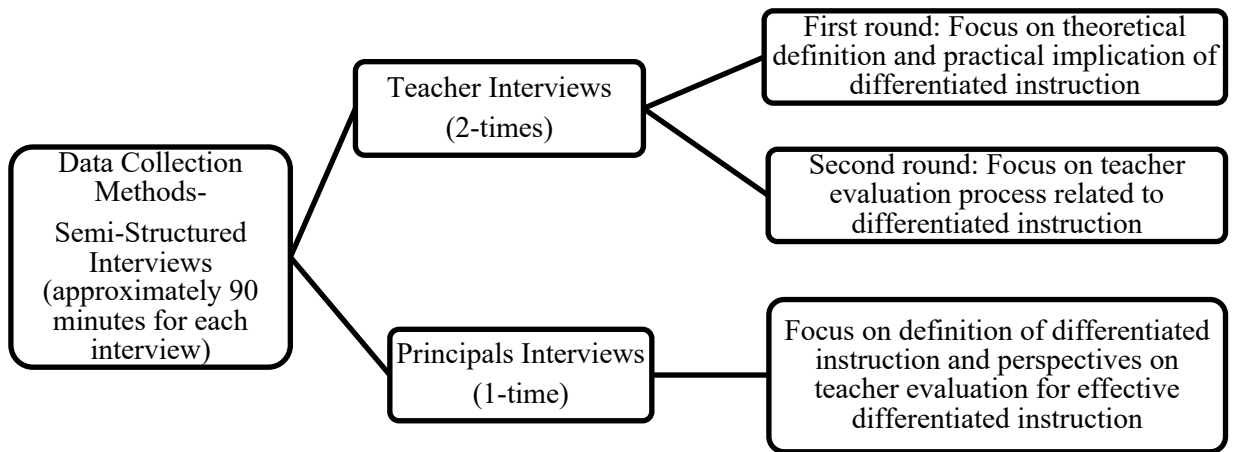 Data Collection
Methods-
Semi-Structured
Interviews
(approximately 90
minutes for each
interview)
Teacher Interviews
(2-times)
First round: Focus on theoretical
definition and practical implication of
differentiated instruction
Second round: Focus on teacher
evaluation process related to
differentiated instruction
Principals Interviews
(1-time)
Focus on definition of differentiated
instruction and perspectives on
teacher evaluation for effective
differentiated instruction